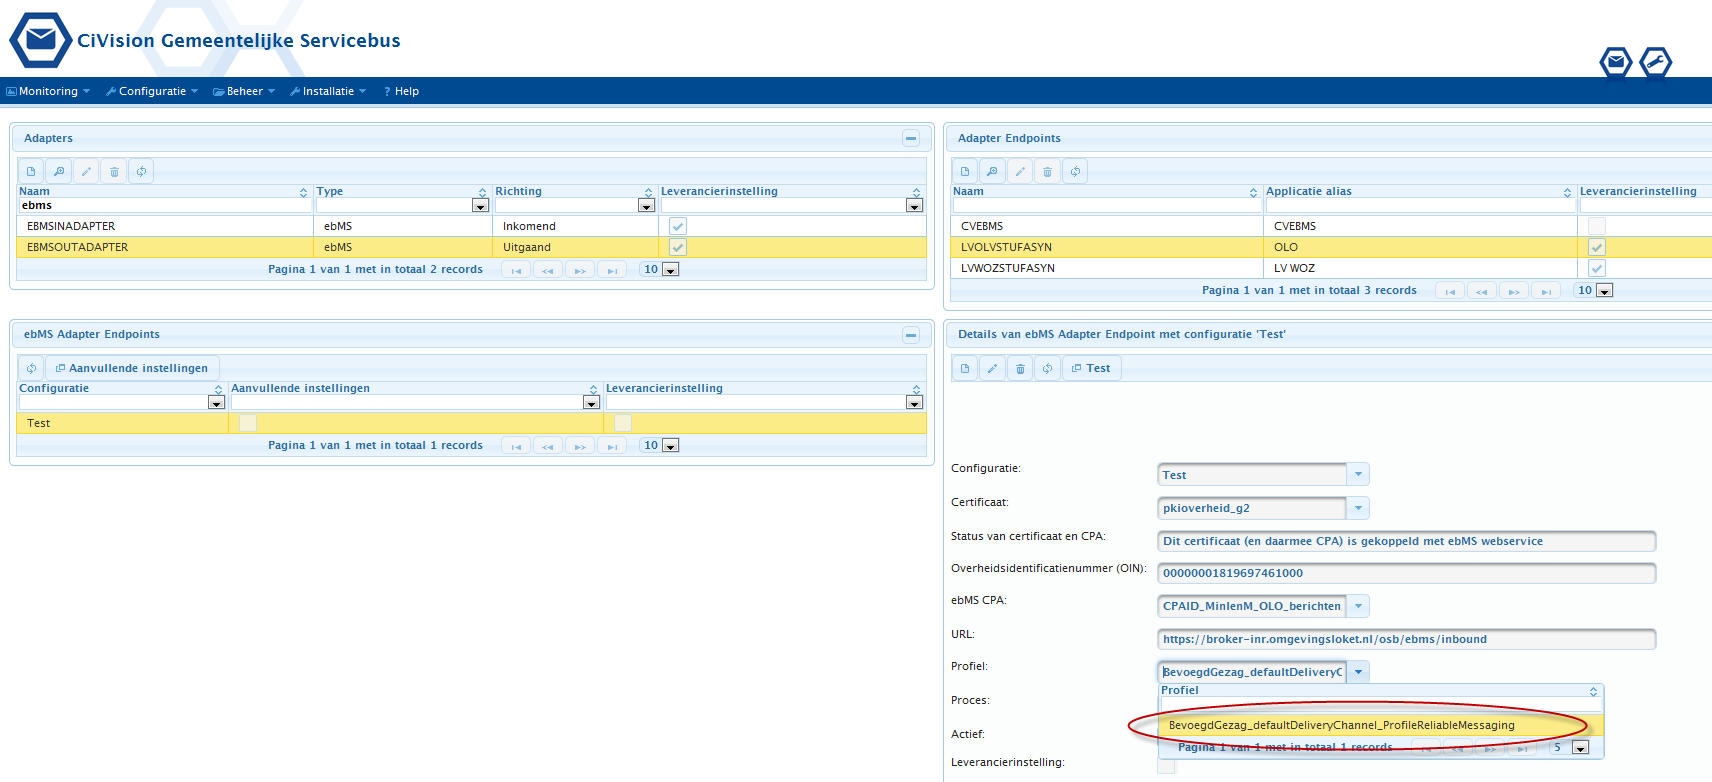 CiVision Gemeentelijke Servicebus
Monitoring Configuratie Beheer Installatie ? Help
Adapters
Naam Type Richting Leverancierinstelling
ebms
EBMSINADAPTER ebMS Inkomend
EBMSOUTADAPTER ebMS Uitgaand
Pagina 1 van 1 met in totaal 2 records 10
Adapter Endpoints
Naam Applicatie alias Leverancierinstelling
CVEBMS CVEBMS
LVOLVSTUFASYN OLO
LVWOZSTUFASYN LV WOZ
Pagina 1 van 1 met in totaal 3 records 10
ebMS Adapter Endpoints
Aanvullende instellingen
Configuratie Aanvullende instellingen Leverancierinstelling
Test
Pagina 1 van 1 met in totaal 1 records 10
Details van ebMS Adapter Endpoint met configuratie 'Test'
Test
Configuratie: Test
Certificaat: pkioverheid_g2
Status van certificaat en CPA: Dit certificaat (en daarmee CPA) is gekoppeld met ebMS webservice
Overheidsidentificatienummer (OIN): 00000001819697461000
ebMS CPA: CPAID_MinIenM_OLO_berichten
URL: https://broker-inr.omgevingsloket.nl/osb/ebms/inbound
Profiel: BevoegdGezag_defaultDeliveryC
Profiel
Proces:
BevoegdGezag_defaultDeliveryChannel_ProfileReliableMessaging
Actief:
Pagina 1 van 1 met in totaal 1 records 5
Leverancierinstelling: